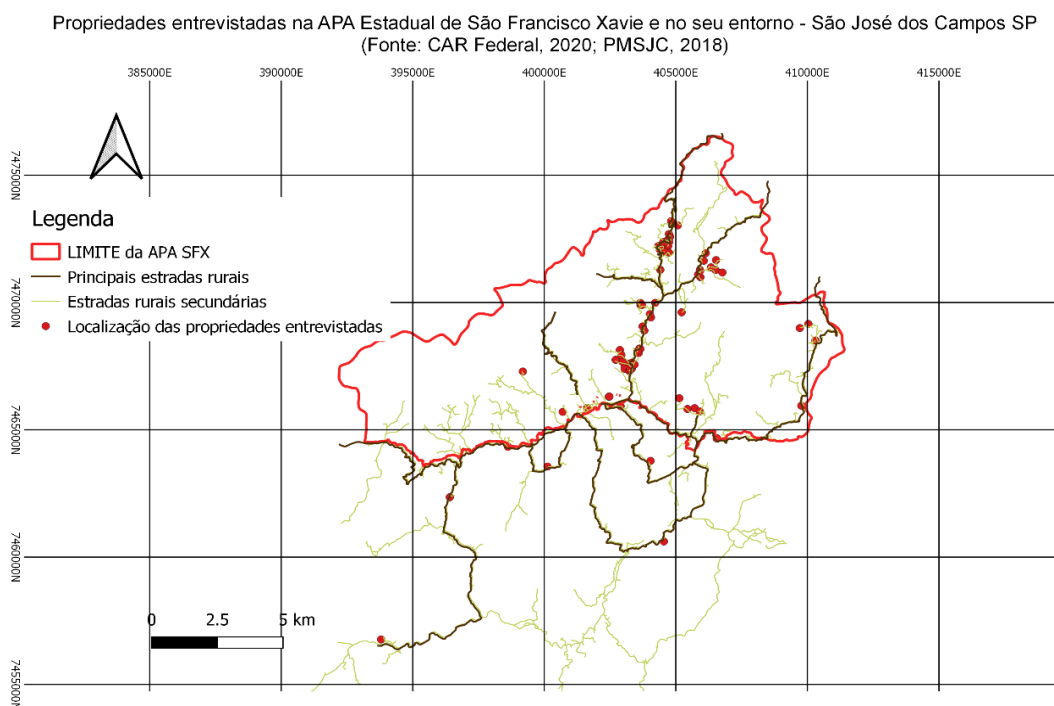 Propriedades entrevistadas na APA Estadual de São Francisco Xavie e no seu entorno - São José dos Campos SP
(Fonte: CAR Federal, 2020; PMSJC, 2018)
385000E 390000E 395000E 400000E 405000E 410000E 415000E
7475000N
Legenda
LIMITE da APA SFX
Principais estradas rurais
Estradas rurais secundárias
Localização das propriedades entrevistadas
7470000N
7465000N
7460000N
0 2.5 5 km
7455000N